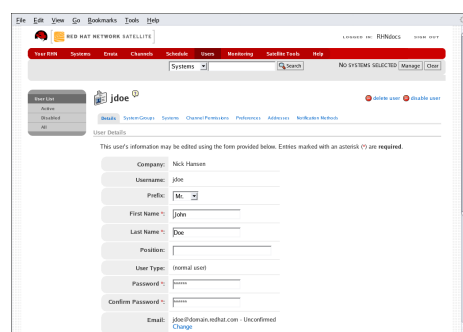 File Edit View Go Bookmarks Tools Help
RED HAT NETWORK SATELLITE
LOGGED IN: RHNdocs SIGN OUT
Your RHN Systems Errata Channels Schedule Users Monitoring Satellite Tools Help
Systems Search NO SYSTEMS SELECTED Manage Clear
User List
Active
Disabled
All
jdoe ?
delete user disable user
Details System Groups Systems Channel Permissions Preferences Addresses Notification Methods
User Details
This user's information may be edited using the form provided below. Entries marked with an asterisk (*) are required.
Company: Nick Hansen
Username: jdoe
Prefix: Mr.
First Name *: John
Last Name *: Doe
Position:
User Type: (normal user)
Password *: ******
Confirm Password *: ******
Email: jdoe@domain.redhat.com - Unconfirmed
Change